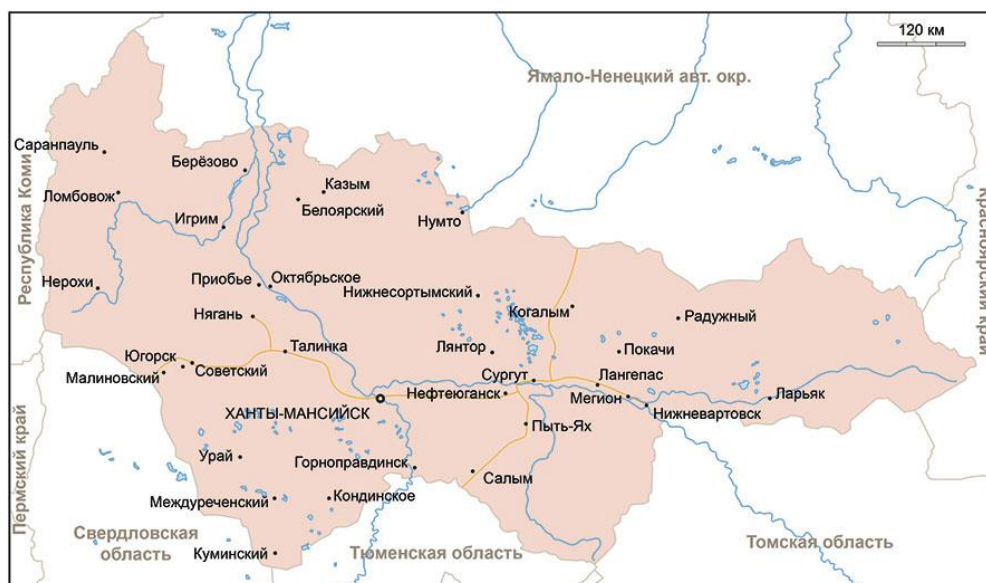 120 км
Ямало-Ненецкий авт. окр.
Саранпауль
Берёзово
Казым
Ломбовож
Белоярский
Республика Коми
Игрим
Нумто
Красноярский край
Нерохи
Приобье
Октябрьское
Нижнесортымский
Когалым
Радужный
Нягань
Талинка
Лянтор
Покачи
Югорск
Советский
Малиновский
Сургут
Лангепас
Нефтеюганск
Мегион
Ларьяк
ХАНТЫ-МАНСИЙСК
Нижневартовск
Пыть-Ях
Пермский край
Урай
Горноправдинск
Салым
Междуреченский
Кондинское
Свердловская
область
Куминский
Тюменская область
Томская область